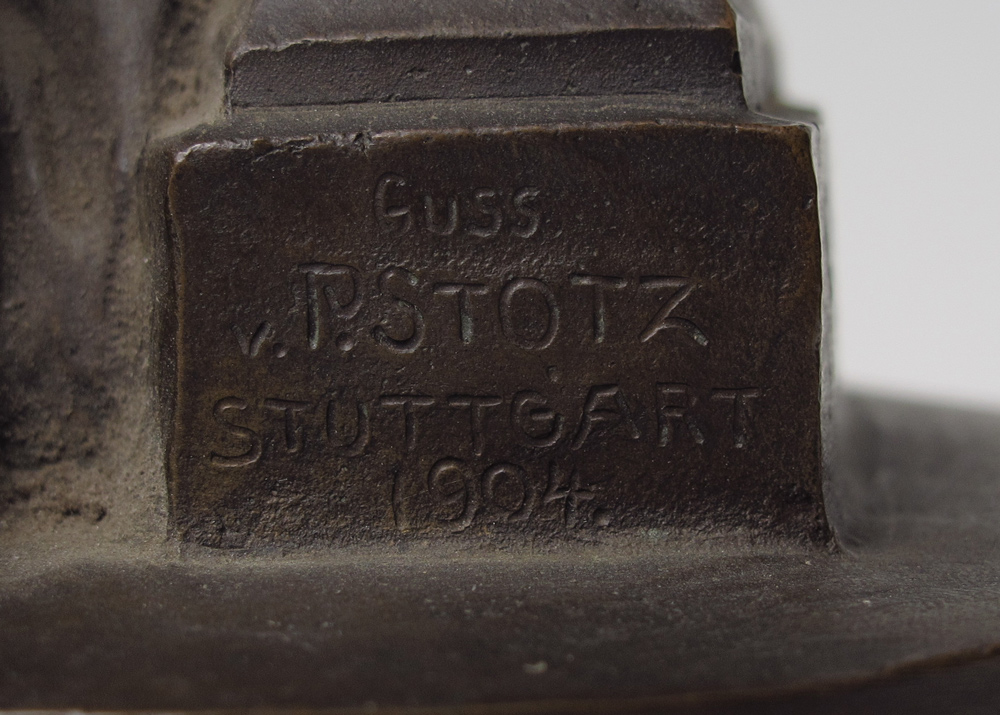 Guss
v. P. STOTZ
STUTTGART
1904.